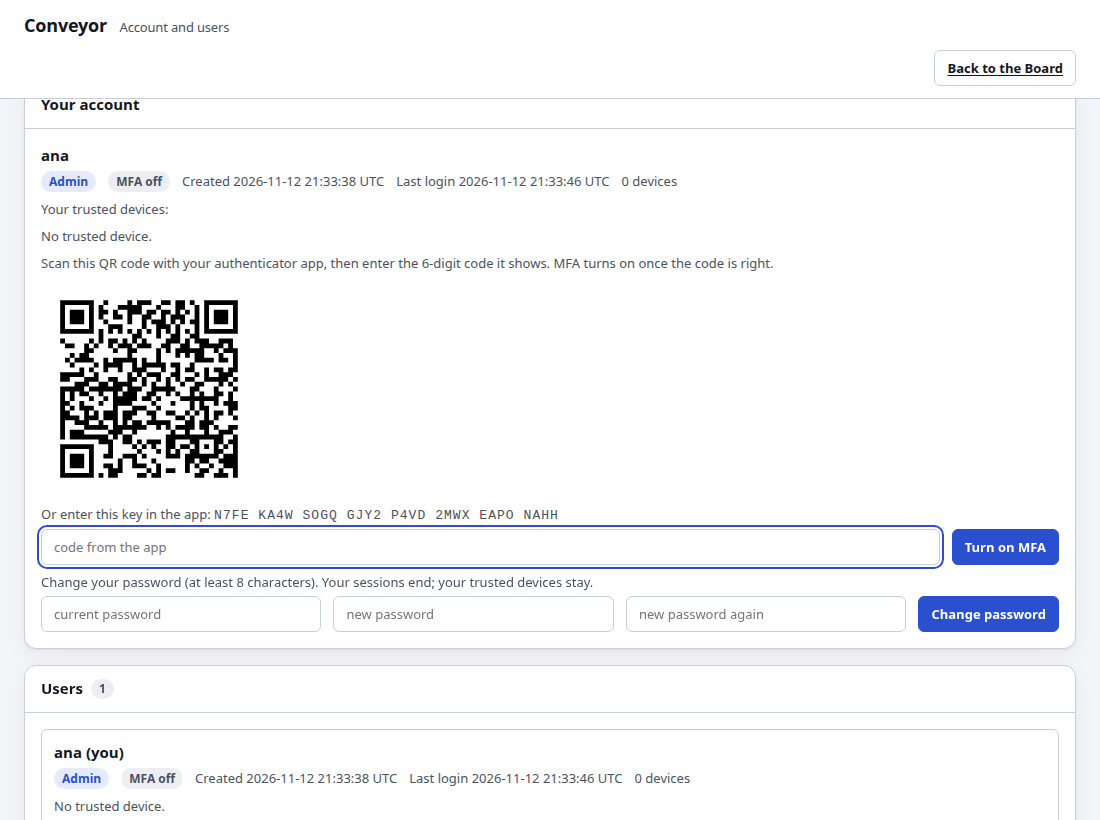 Conveyor Account and users
Back to the Board
Your account
ana
Admin MFA off Created 2026-11-12 21:33:38 UTC Last login 2026-11-12 21:33:46 UTC 0 devices
Your trusted devices:
No trusted device.
Scan this QR code with your authenticator app, then enter the 6-digit code it shows. MFA turns on once the code is right.
Or enter this key in the app: N7FE KA4W SOGQ GJY2 P4VD 2MWX EAPO NAHH
code from the app Turn on MFA
Change your password (at least 8 characters). Your sessions end; your trusted devices stay.
current password new password new password again Change password
Users 1
ana (you)
Admin MFA off Created 2026-11-12 21:33:38 UTC Last login 2026-11-12 21:33:46 UTC 0 devices
No trusted device.